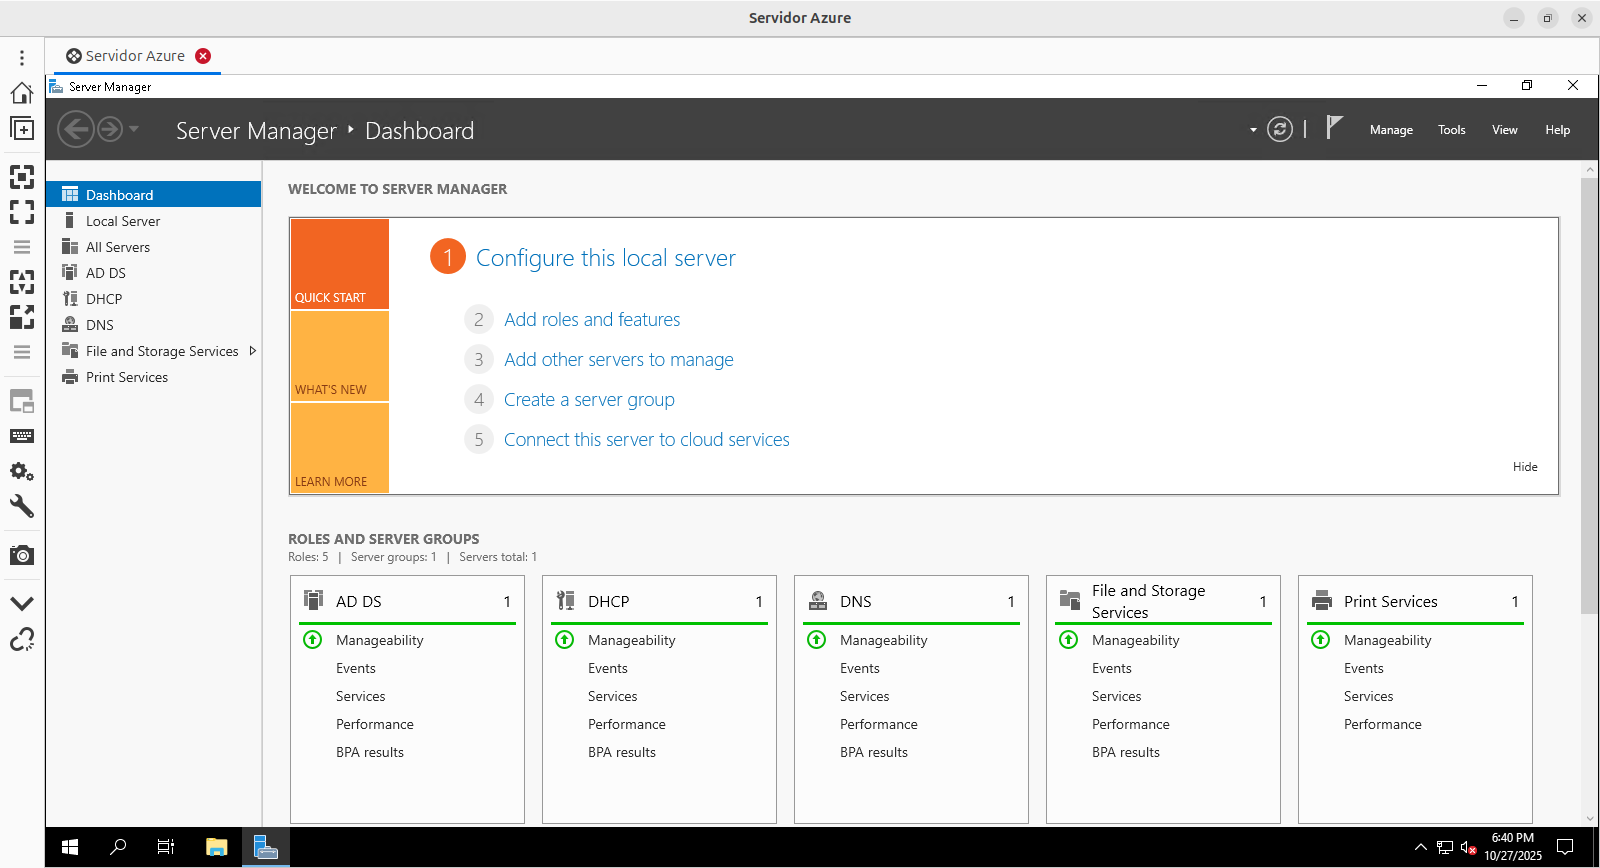 Servidor Azure
Servidor Azure
Server Manager
Server Manager Dashboard
Manage Tools View Help
Dashboard
Local Server
All Servers
AD DS
DHCP
DNS
File and Storage Services
Print Services
WELCOME TO SERVER MANAGER
QUICK START
WHAT'S NEW
LEARN MORE
1 Configure this local server
2 Add roles and features
3 Add other servers to manage
4 Create a server group
5 Connect this server to cloud services
Hide
ROLES AND SERVER GROUPS
Roles: 5 | Server groups: 1 | Servers total: 1
AD DS 1
Manageability
Events
Services
Performance
BPA results
DHCP 1
Manageability
Events
Services
Performance
BPA results
DNS 1
Manageability
Events
Services
Performance
BPA results
File and Storage
Services 1
Manageability
Events
Services
Performance
BPA results
Print Services 1
Manageability
Events
Services
Performance
6:40 PM
10/27/2025